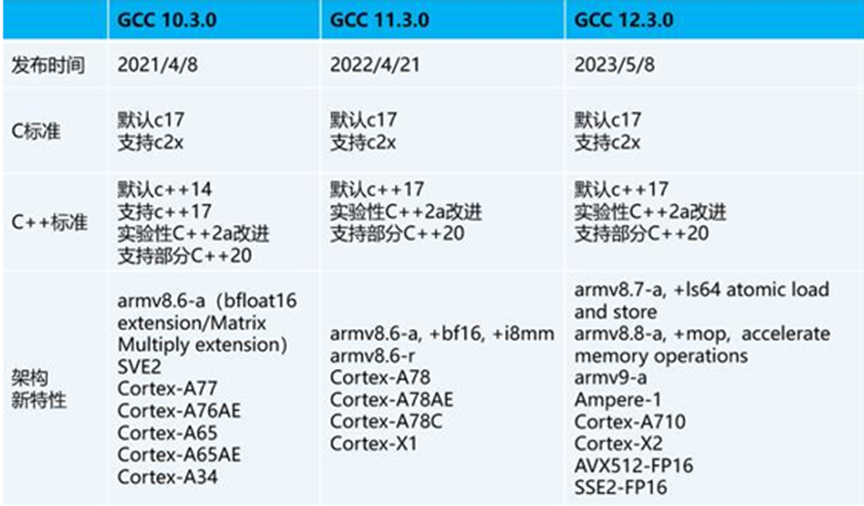 GCC 10.3.0 GCC 11.3.0 GCC 12.3.0
发布时间 2021/4/8 2022/4/21 2023/5/8
C标准
默认c17
支持c2x
默认c17
支持c2x
默认c17
支持c2x
C++标准
默认c++14
支持c++17
实验性C++2a改进
支持部分C++20
默认c++17
实验性C++2a改进
支持部分C++20
默认c++17
实验性C++2a改进
支持部分C++20
架构
新特性
armv8.6-a（bfloat16
extension/Matrix
Multiply extension）
SVE2
Cortex-A77
Cortex-A76AE
Cortex-A65
Cortex-A65AE
Cortex-A34
armv8.6-a, +bf16, +i8mm
armv8.6-r
Cortex-A78
Cortex-A78AE
Cortex-A78C
Cortex-X1
armv8.7-a, +ls64 atomic load
and store
armv8.8-a, +mop, accelerate
memory operations
armv9-a
Ampere-1
Cortex-A710
Cortex-X2
AVX512-FP16
SSE2-FP16